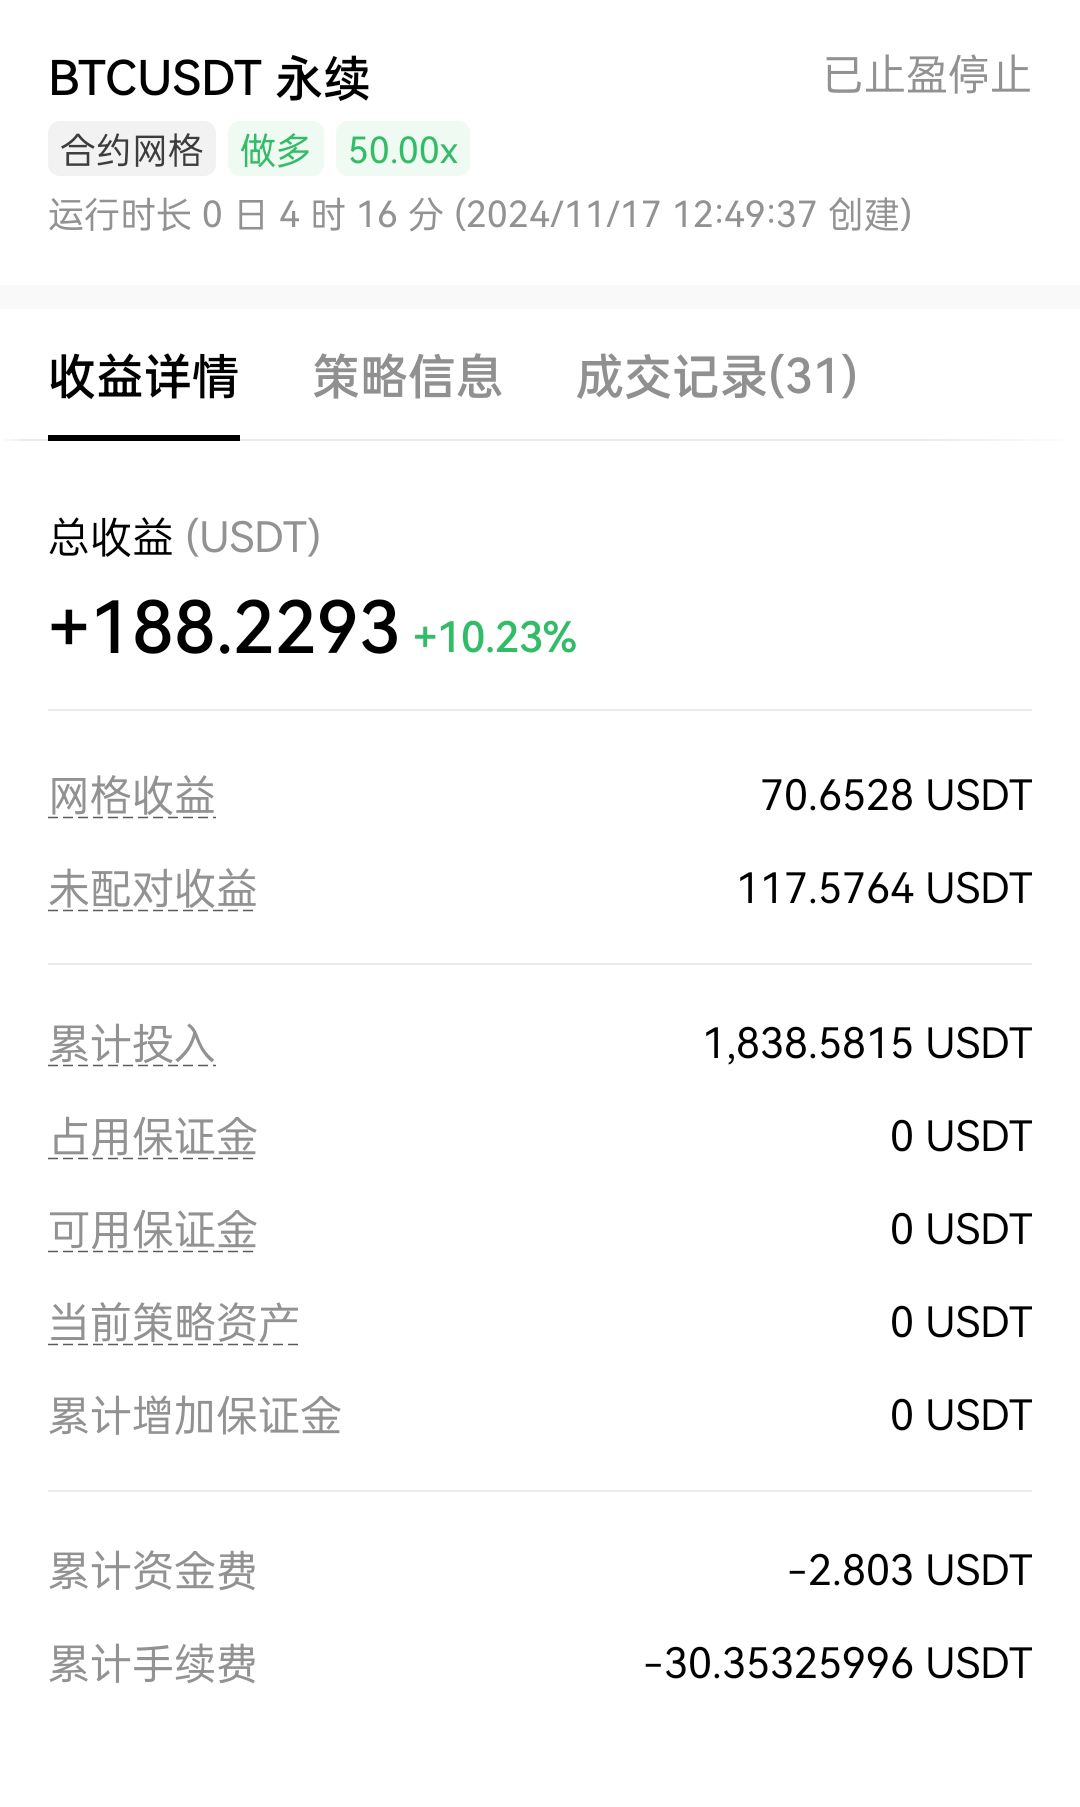 BTCUSDT 永续 已止盈停止
合约网格 做多 50.00x
运行时长 0 日 4 时 16 分 (2024/11/17 12:49:37 创建)
收益详情 策略信息 成交记录(31)
总收益 (USDT)
+188.2293 +10.23%
网格收益 70.6528 USDT
未配对收益 117.5764 USDT
累计投入 1,838.5815 USDT
占用保证金 0 USDT
可用保证金 0 USDT
当前策略资产 0 USDT
累计增加保证金 0 USDT
累计资金费 -2.803 USDT
累计手续费 -30.35325996 USDT